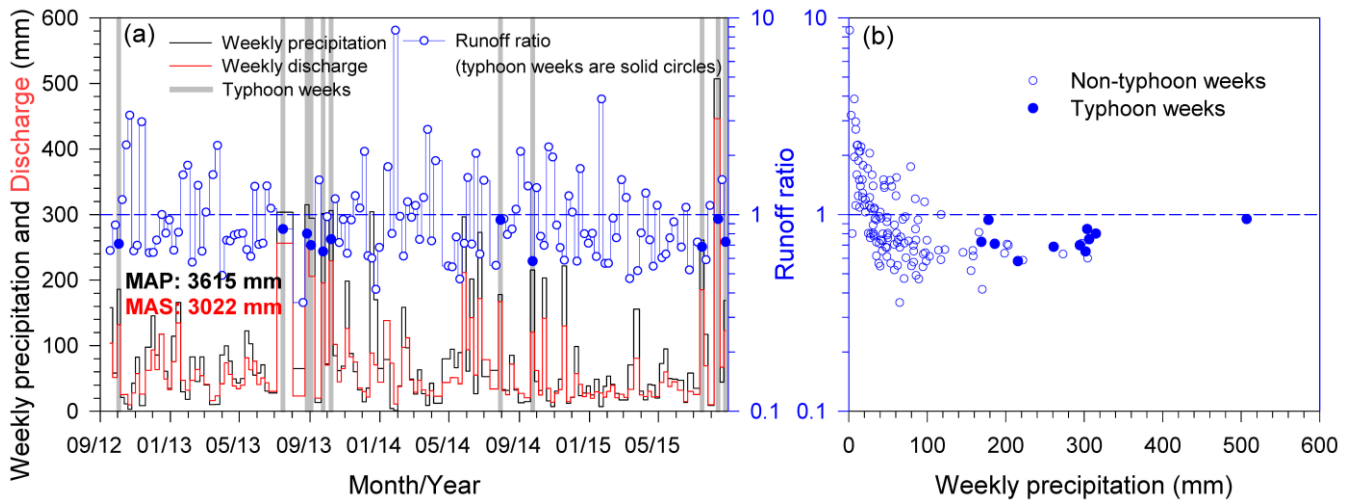 (a)
Weekly precipitation
Weekly discharge
Typhoon weeks
Runoff ratio
(typhoon weeks are solid circles)
MAP: 3615 mm
MAS: 3022 mm
Weekly precipitation and Discharge (mm)
600
500
400
300
200
100
0
09/12 01/13 05/13 09/13 01/14 05/14 09/14 01/15 05/15
Month/Year
10
1
0.1
Runoff ratio
(b)
Non-typhoon weeks
Typhoon weeks
Runoff ratio
10
1
0.1
0 100 200 300 400 500 600
Weekly precipitation (mm)